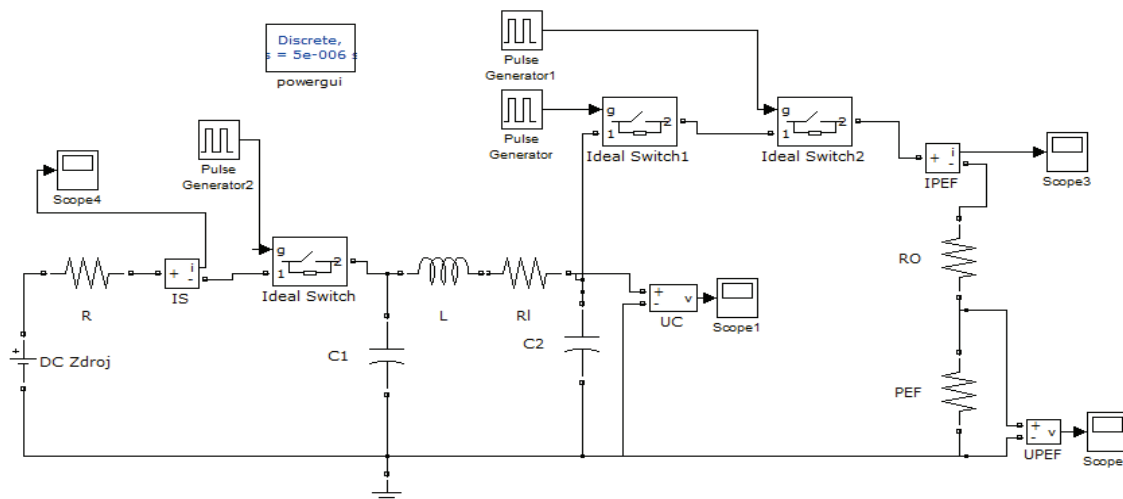 Discrete,
s = 5e-006 s
powergui
Pulse
Generator1
g
1
2
Ideal Switch1
Pulse
Generator
g
1
2
Ideal Switch2
+
i
-
IPEF
Scope3
Scope4
Pulse
Generator2
g
1
2
Ideal Switch
+
i
-
IS
R
L
Rl
+
-
v
UC
Scope1
RO
+
DC Zdroj
C1
C2
PEF
+
-
v
UPEF
Scope